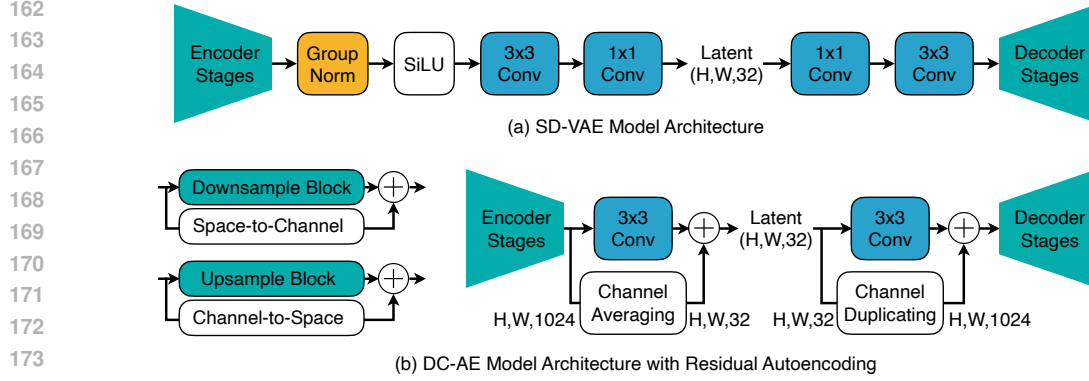 162
163
164
165
166
167
168
169
170
171
172
173
Encoder Stages
Group Norm
SiLU
3x3 Conv
1x1 Conv
Latent (H,W,32)
1x1 Conv
3x3 Conv
Decoder Stages
(a) SD-VAE Model Architecture
Downsample Block
Space-to-Channel
Upsample Block
Channel-to-Space
Encoder Stages
3x3 Conv
Channel Averaging
H,W,1024
H,W,32
Latent (H,W,32)
3x3 Conv
Channel Duplicating
H,W,32
H,W,1024
Decoder Stages
(b) DC-AE Model Architecture with Residual Autoencoding